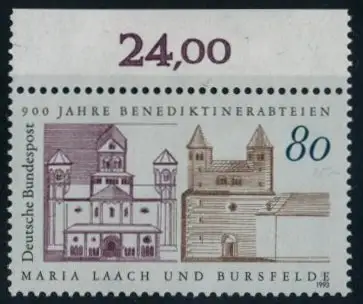 24,00
900 JAHRE BENEDIKTINERABTEIEN
80
Deutsche Bundespost
MARIA LAACH UND BURSFELDE
1993